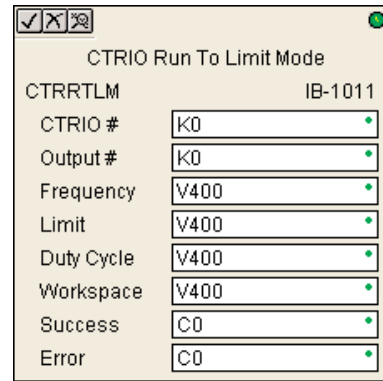 CTRIO Run To Limit Mode
CTRRTLM IB-1011
CTRIO # K0
Output # K0
Frequency V400
Limit V400
Duty Cycle V400
Workspace V400
Success C0
Error C0